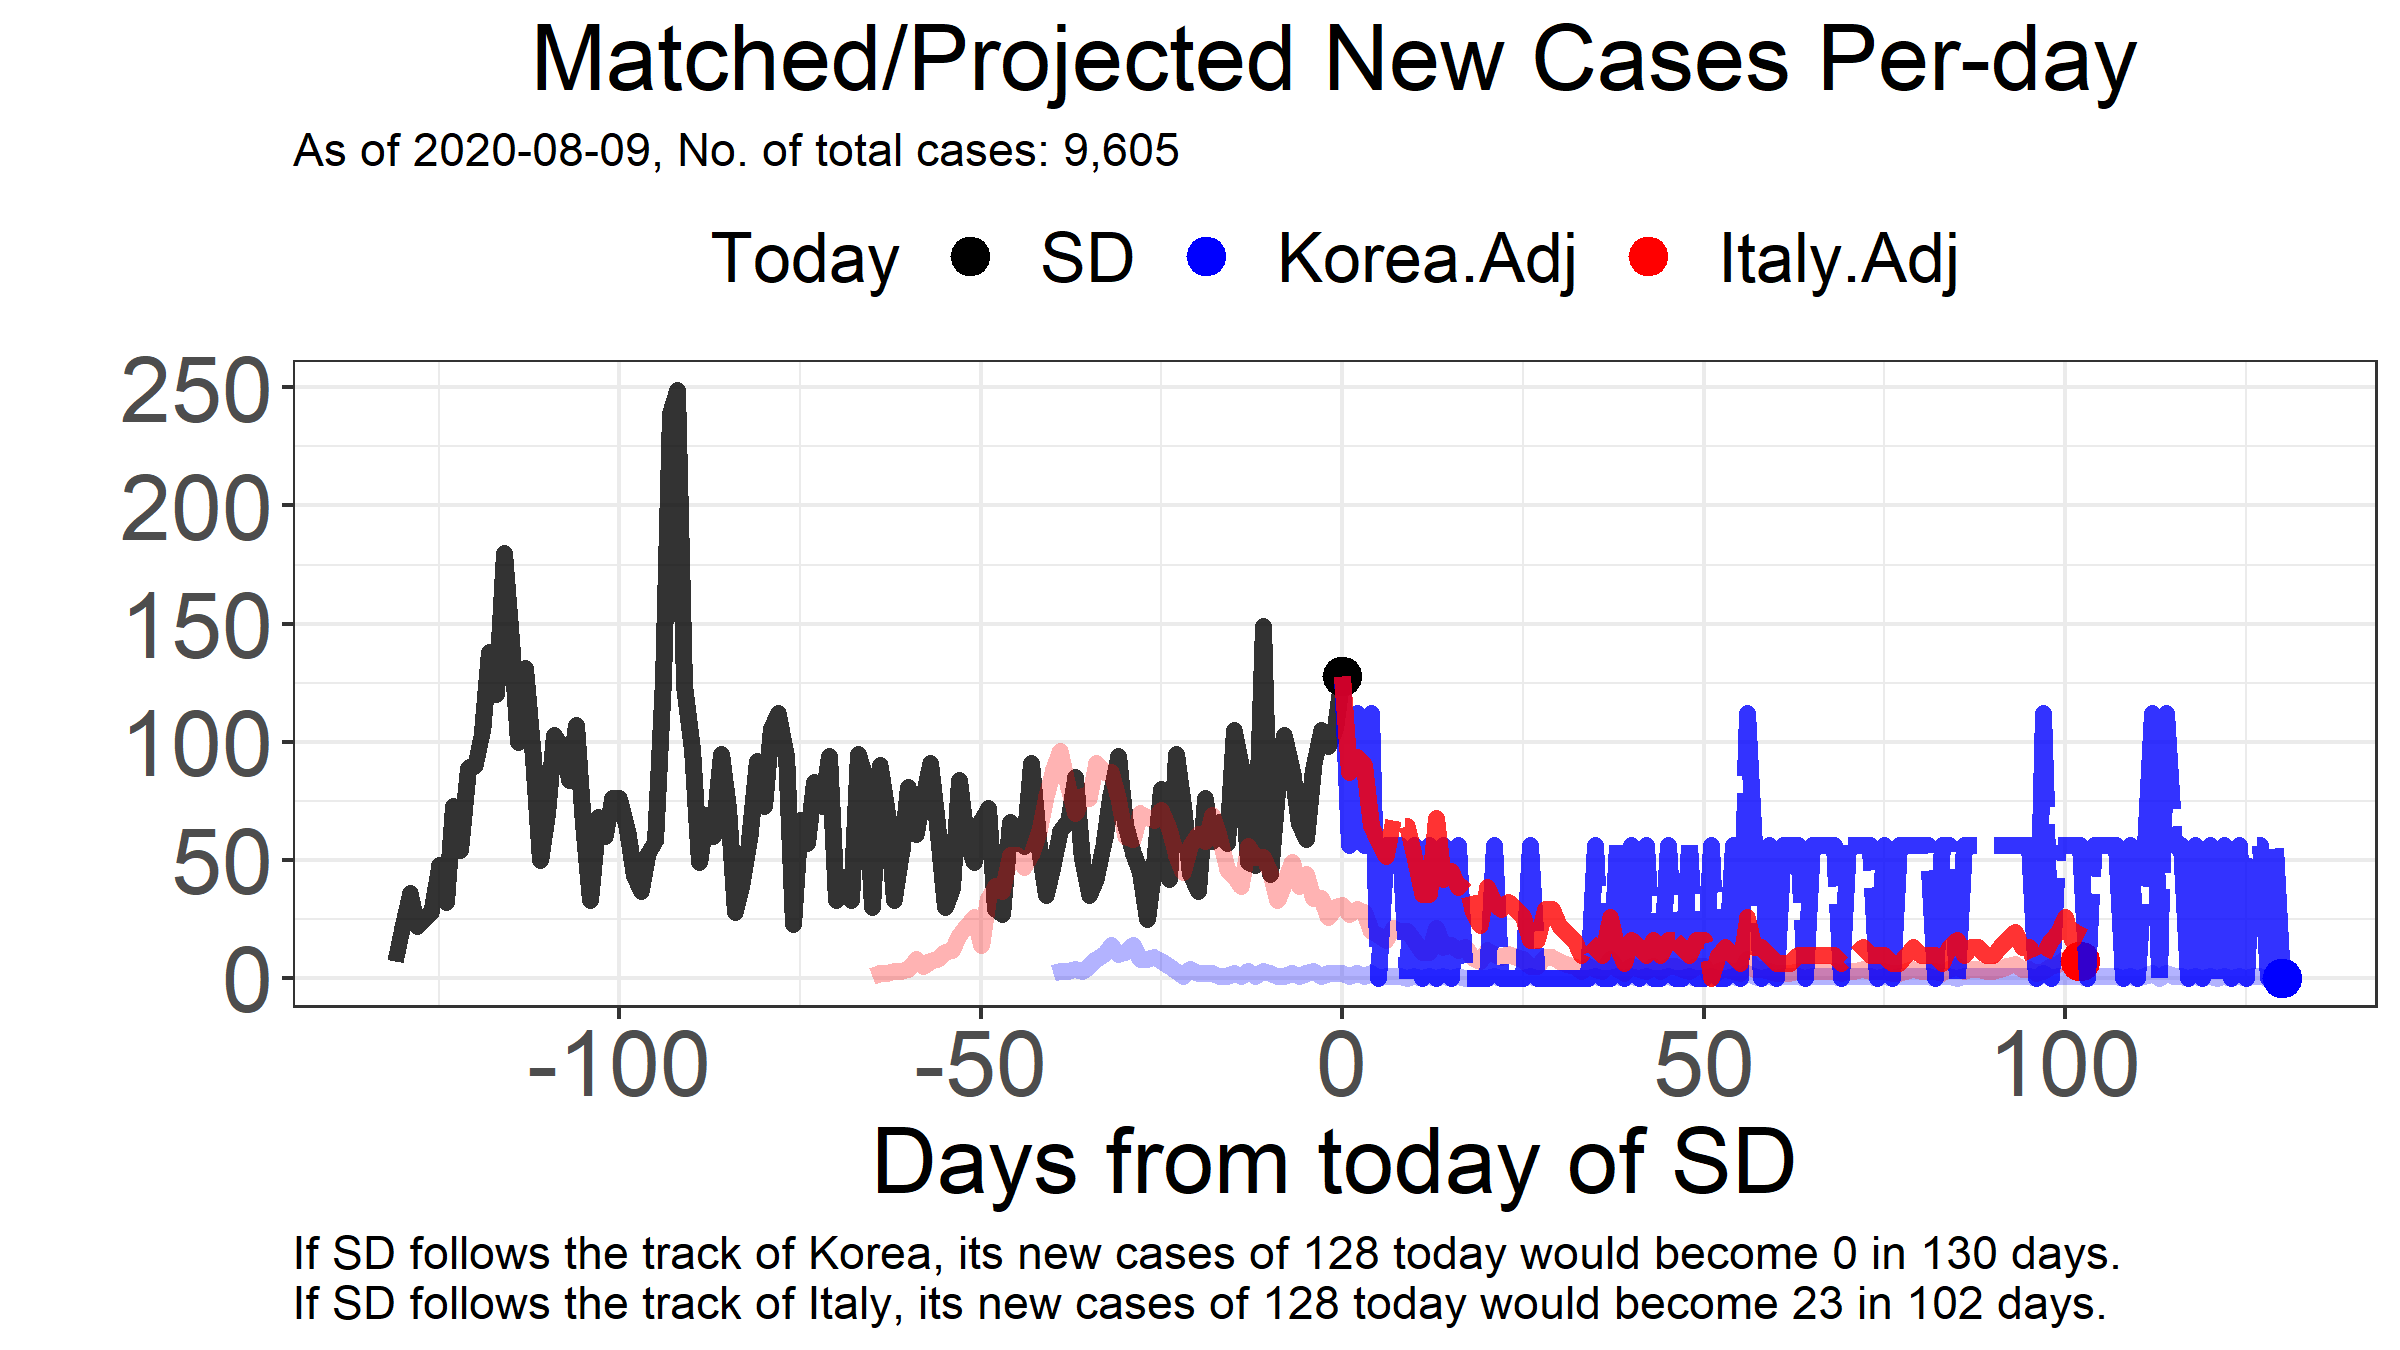 Matched/Projected New Cases Per-day
As of 2020-08-09, No. of total cases: 9,605
Today SD Korea.Adj Italy.Adj
250
200
150
100
50
0
-100 -50 0 50 100
Days from today of SD
If SD follows the track of Korea, its new cases of 128 today would become 0 in 130 days.
If SD follows the track of Italy, its new cases of 128 today would become 23 in 102 days.